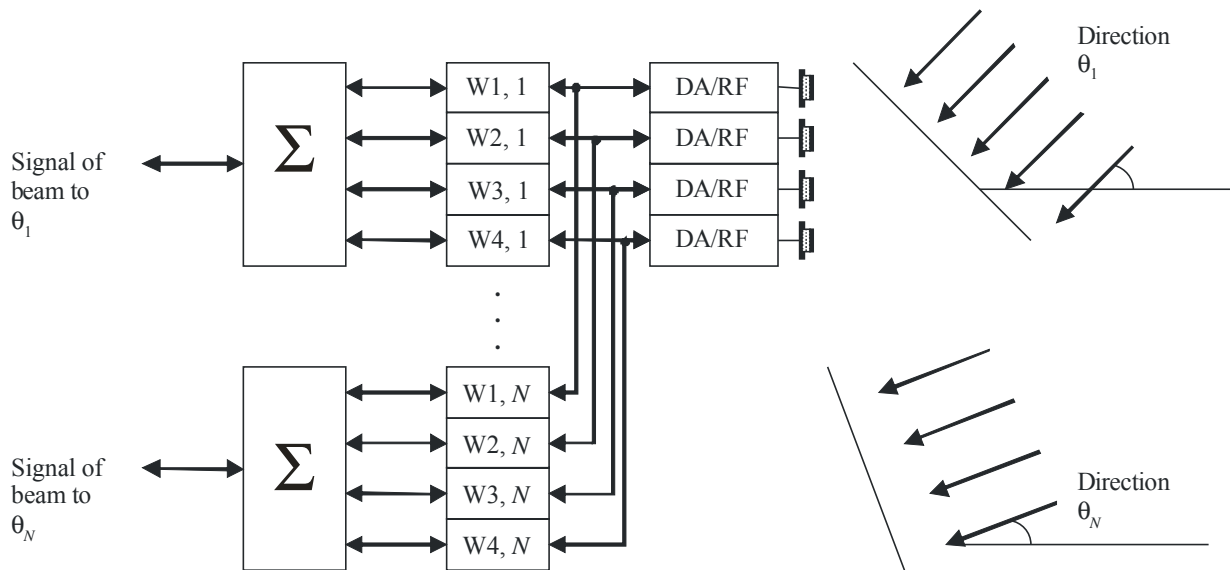 Direction
θ1
Σ
W1, 1
DA/RF
W2, 1
DA/RF
Signal of
beam to
θ1
W3, 1
DA/RF
W4, 1
DA/RF
Σ
W1, N
W2, N
Signal of
beam to
θN
W3, N
W4, N
Direction
θN